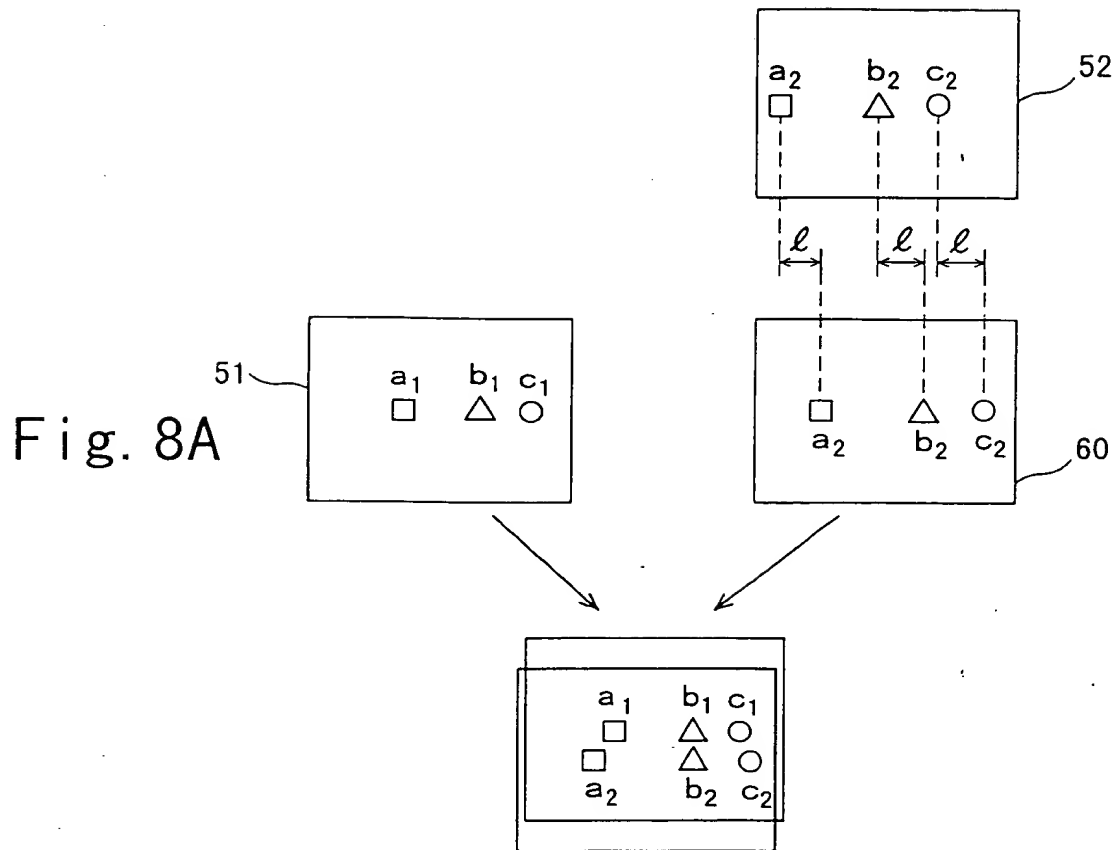 a₂ b₂ c₂
52
ℓ ℓ ℓ
51
a₁ b₁ c₁
Fig. 8A
a₂ b₂ c₂
60
a₁ b₁ c₁
a₂ b₂ c₂